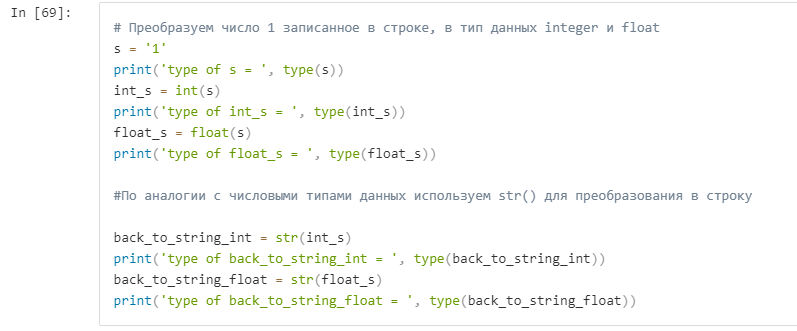 In [69]:
# Преобразуем число 1 записанное в строке, в тип данных integer и float
s = '1'
print('type of s = ', type(s))
int_s = int(s)
print('type of int_s = ', type(int_s))
float_s = float(s)
print('type of float_s = ', type(float_s))
#По аналогии с числовыми типами данных используем str() для преобразования в строку
back_to_string_int = str(int_s)
print('type of back_to_string_int = ', type(back_to_string_int))
back_to_string_float = str(float_s)
print('type of back_to_string_float = ', type(back_to_string_float))